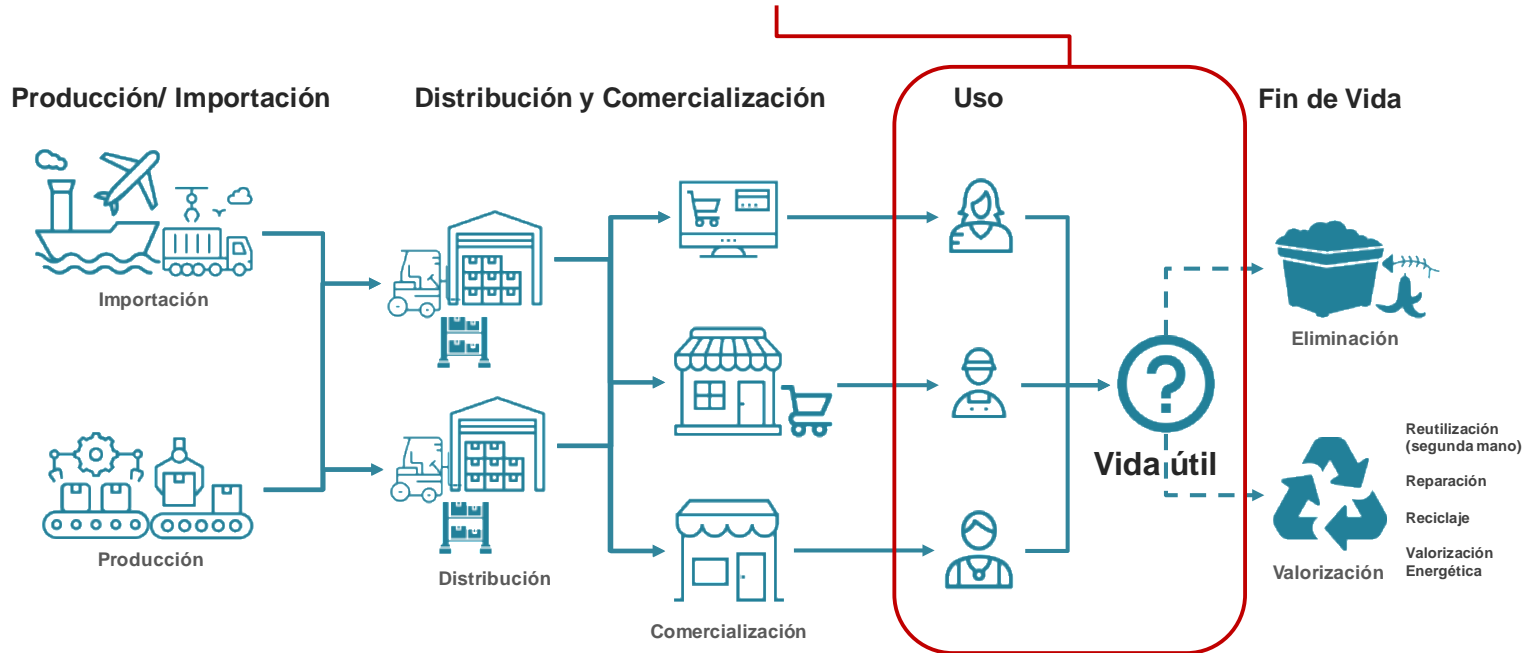 Producción/ Importación
Distribución y Comercialización
Uso
Fin de Vida
Importación
Producción
Distribución
Comercialización
?
Vida útil
Eliminación
Valorización
Reutilización
(segunda mano)
Reparación
Reciclaje
Valorización
Energética